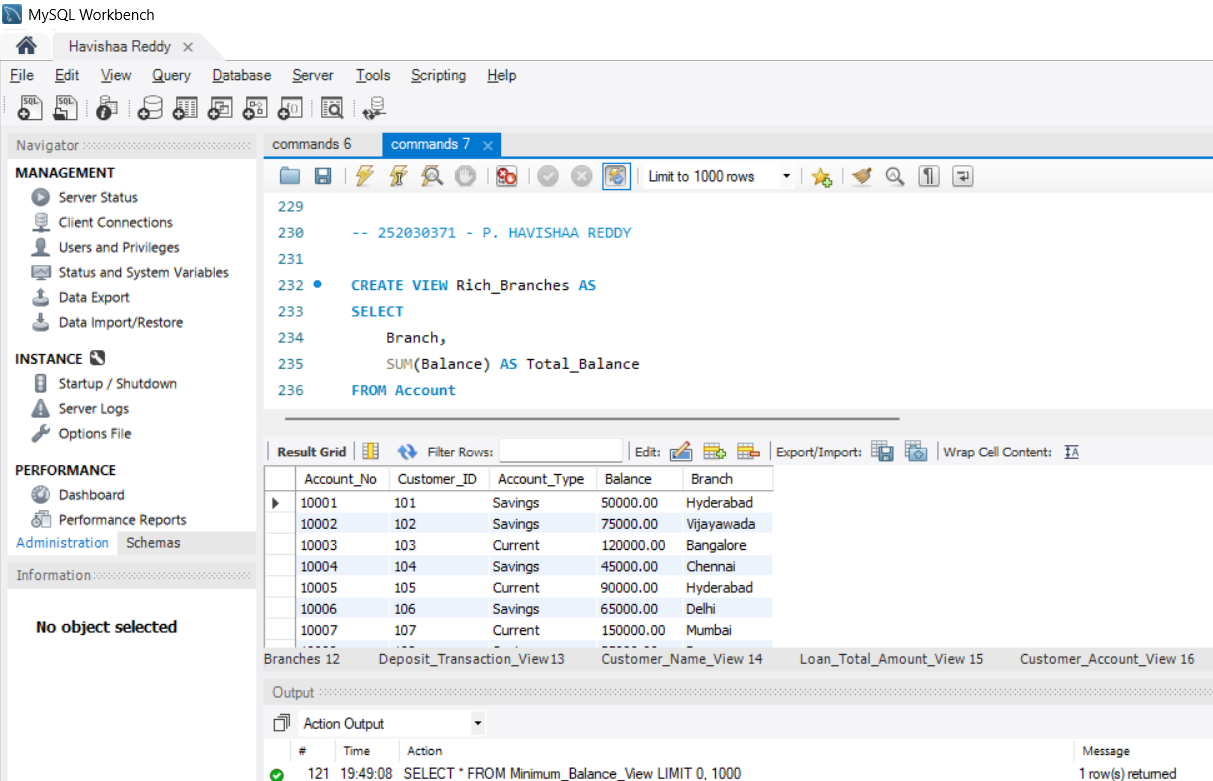 MySQL Workbench
Havishaa Reddy
File Edit View Query Database Server Tools Scripting Help
Navigator
MANAGEMENT
Server Status
Client Connections
Users and Privileges
Status and System Variables
Data Export
Data Import/Restore
INSTANCE
Startup / Shutdown
Server Logs
Options File
PERFORMANCE
Dashboard
Performance Reports
Administration Schemas
Information
No object selected
commands 6 commands 7
Limit to 1000 rows
229
230 -- 252030371 - P. HAVISHAA REDDY
231
232 CREATE VIEW Rich_Branches AS
233 SELECT
234 Branch,
235 SUM(Balance) AS Total_Balance
236 FROM Account
Result Grid Filter Rows: Edit: Export/Import: Wrap Cell Content:
Account_No Customer_ID Account_Type Balance Branch
10001 101 Savings 50000.00 Hyderabad
10002 102 Savings 75000.00 Vijayawada
10003 103 Current 120000.00 Bangalore
10004 104 Savings 45000.00 Chennai
10005 105 Current 90000.00 Hyderabad
10006 106 Savings 65000.00 Delhi
10007 107 Current 150000.00 Mumbai
Branches 12 Deposit_Transaction_View13 Customer_Name_View 14 Loan_Total_Amount_View 15 Customer_Account_View 16
Output
Action Output
# Time Action Message
121 19:49:08 SELECT * FROM Minimum_Balance_View LIMIT 0, 1000 1 row(s) returned